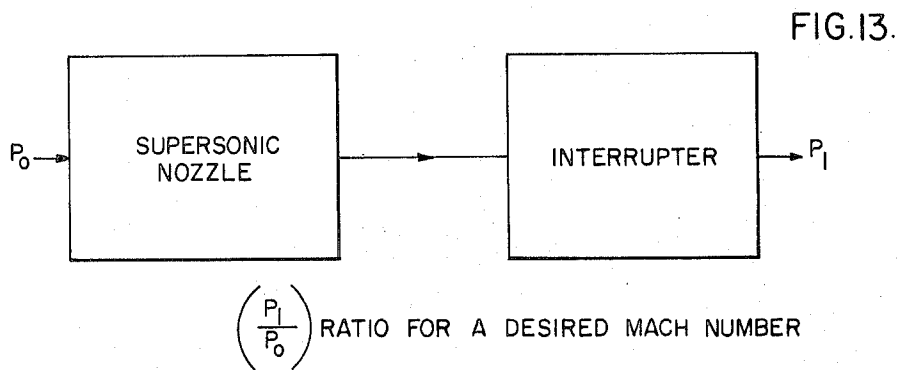 FIG.13.
P₀
SUPERSONIC
NOZZLE
INTERRUPTER
P₁
(P₁/P₀) RATIO FOR A DESIRED MACH NUMBER